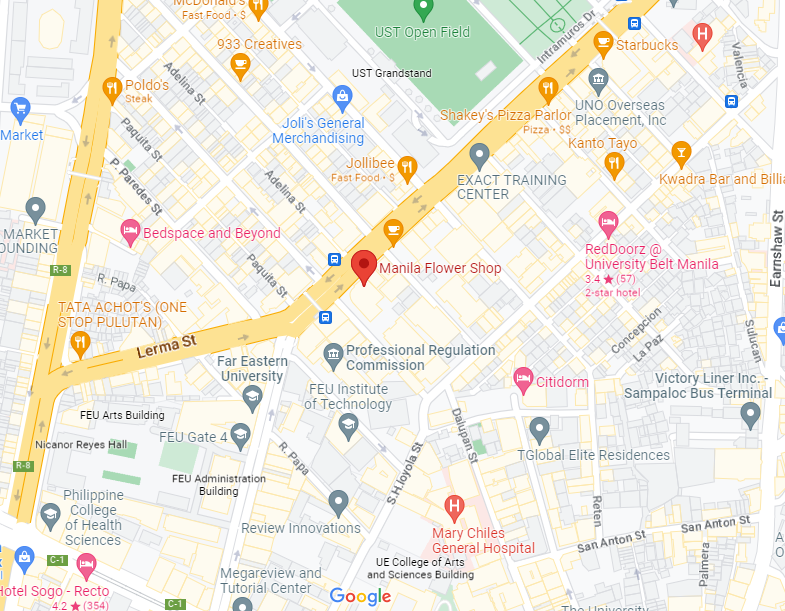 McDonald's
Fast Food • $
UST Open Field
Intramuros Dr
Starbucks
Valencia
933 Creatives
UST Grandstand
Adelina St
Poldo's
Steak
Market
Joli's General
Merchandising
Shakey's Pizza Parlor
Pizza • $$
UNO Overseas
Placement, Inc
Paquita St
Kanto Tayo
Jollibee
Fast Food • $
EXACT TRAINING
CENTER
P. Paredes St
Adelina St
Kwadra Bar and Billia
MARKET
OUNDING
Bedspace and Beyond
Earnshaw St
RedDoorz @
University Belt Manila
3.4 ★ (57)
2-star hotel
R-8
Manila Flower Shop
R. Papa
Paquita St
TATA ACHOT'S (ONE
STOP PULUTAN)
Concepcion
La Paz
Sulucan
Lerma St
Professional Regulation
Commission
Far Eastern
University
FEU Institute
of Technology
Citidorm
Victory Liner Inc. -
Sampaloc Bus Terminal
FEU Arts Building
Dalupan St
FEU Gate 4
Nicanor Reyes Hall
TGlobal Elite Residences
R-8
R. Papa
S.H.loyola St
FEU Administration
Building
Philippine
College
of Health
Sciences
Reten
Review Innovations
Mary Chiles
General Hospital
San Anton St
San Anton St
C-1
Palmera
A
O
UE College of Arts
and Sciences Building
Megareview and
Tutorial Center
Hotel Sogo - Recto
4.2 ★ (354)
C-1
Google
The University